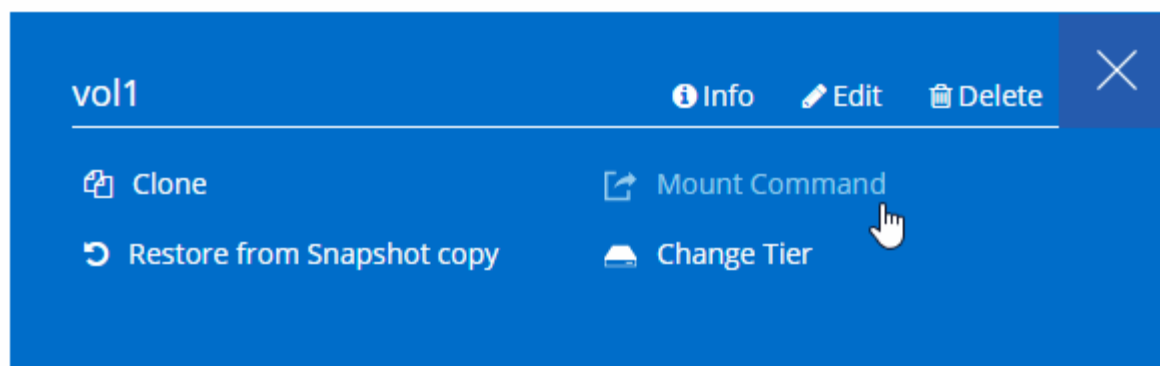 vol1 Info Edit Delete
Clone Mount Command
Restore from Snapshot copy Change Tier